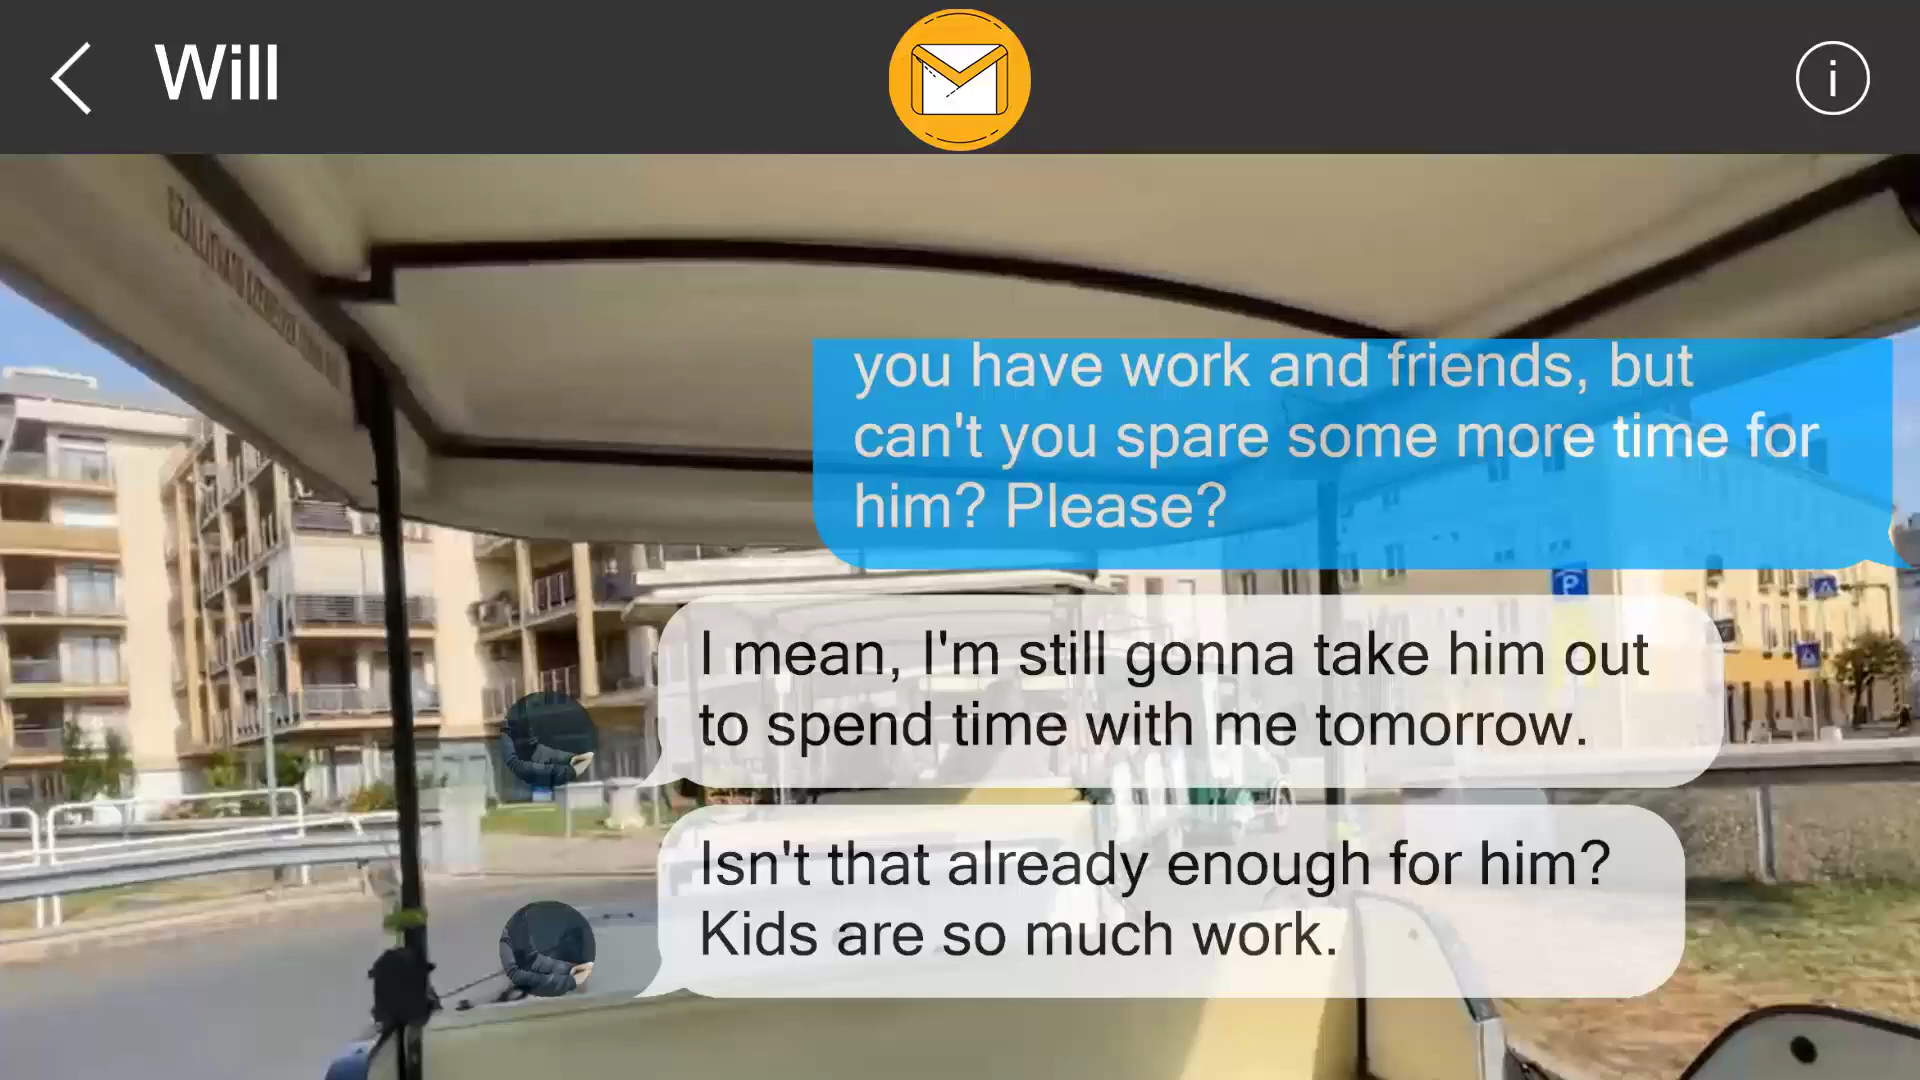 Will
you have work and friends, but
can't you spare some more time for
him? Please?
P
I mean, I'm still gonna take him out
to spend time with me tomorrow.
Isn't that already enough for him?
Kids are so much work.